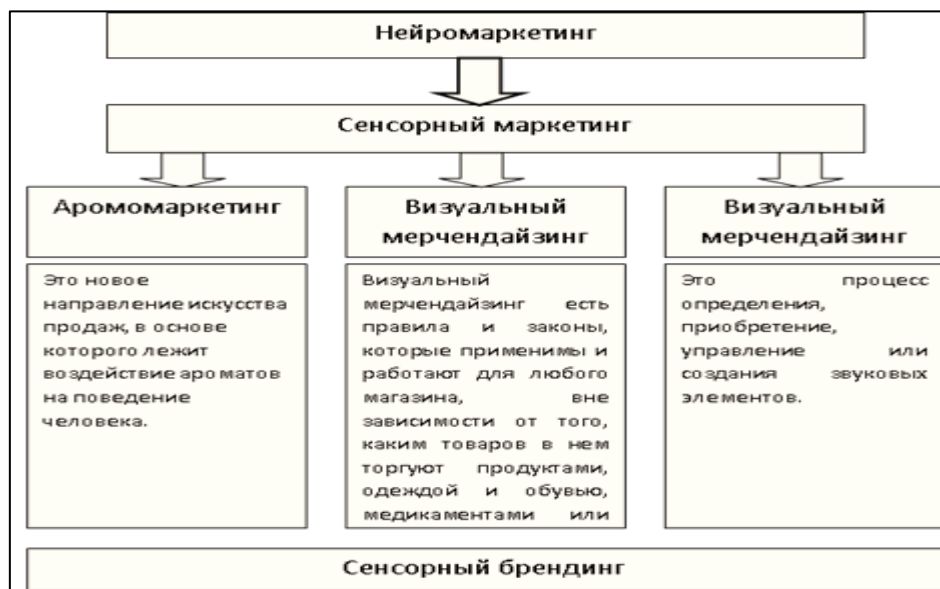 Нейромаркетинг
Сенсорный маркетинг
Аромомаркетинг
Это новое
направление искусства
продаж, в основе
которого лежит
воздействие ароматов
на поведение
человека.
Визуальный
мерчендайзинг
Визуальный
мерчендайзинг есть
правила и законы,
которые применимы и
работают для любого
магазина, вне
зависимости от того,
каким товаров в нем
торгуют продуктами,
одеждой и обувью,
медикаментами или
Визуальный
мерчендайзинг
Это процесс
определения,
приобретение,
управление или
создания звуковых
элементов.
Сенсорный брендинг